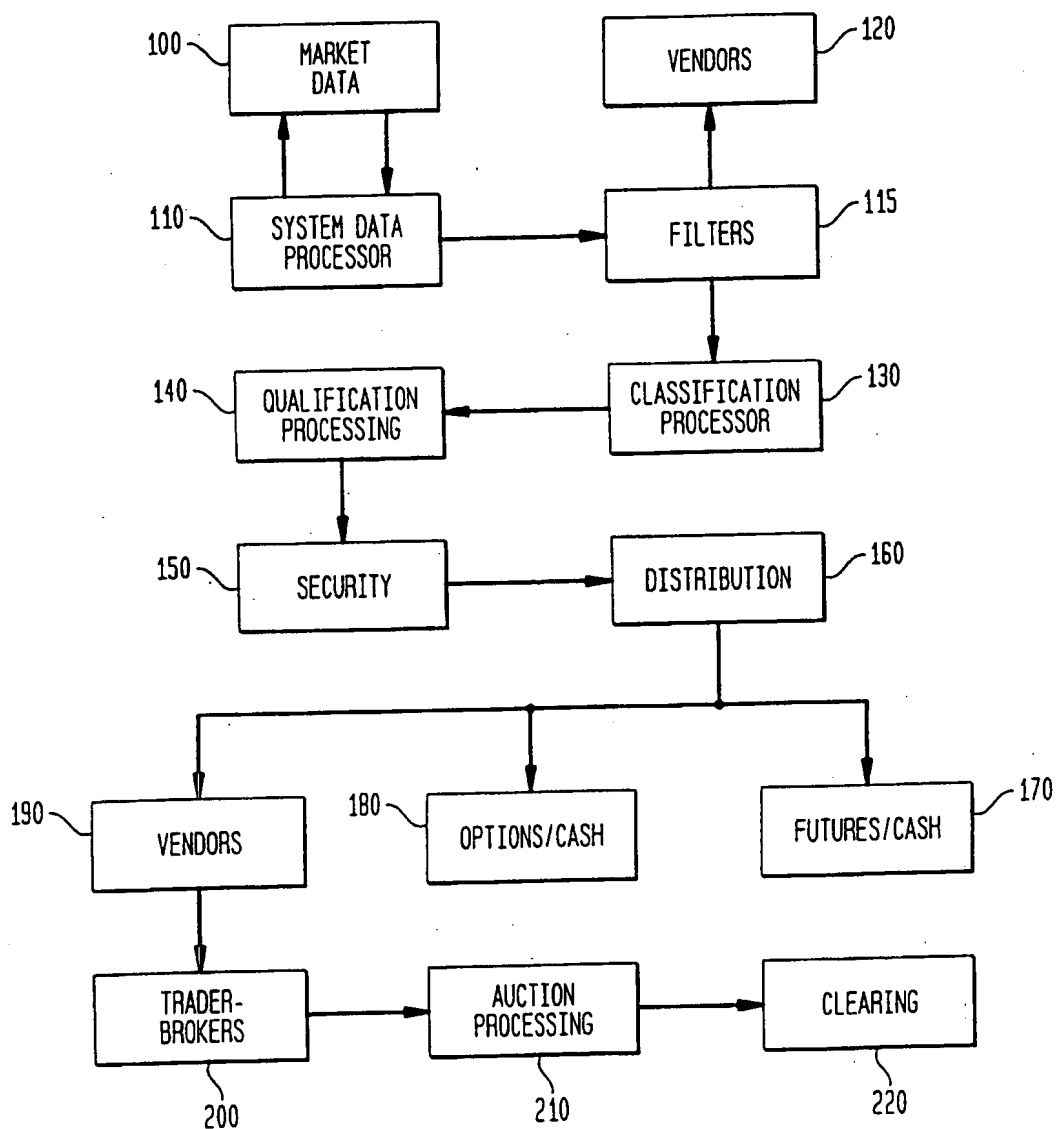 100
MARKET
DATA
120
VENDORS
110
SYSTEM DATA
PROCESSOR
115
FILTERS
140
QUALIFICATION
PROCESSING
130
CLASSIFICATION
PROCESSOR
150
SECURITY
160
DISTRIBUTION
190
VENDORS
180
OPTIONS/CASH
170
FUTURES/CASH
TRADER-
BROKERS
AUCTION
PROCESSING
CLEARING
200
210
220